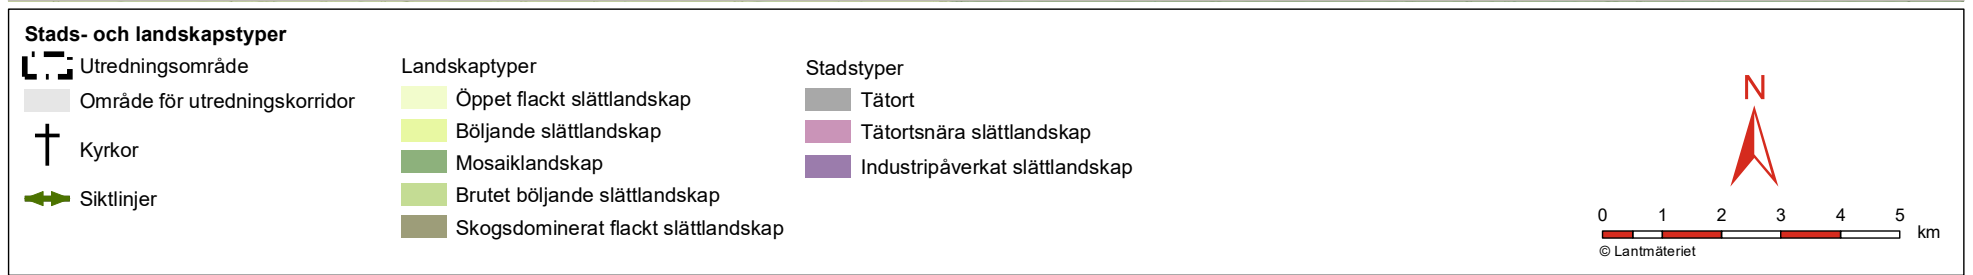 Stads- och landskapstyper
Utredningsområde
Område för utredningskorridor
Kyrkor
Siktlinjer
Landskaptyper
Öppet flackt slättlandskap
Böljande slättlandskap
Mosaiklandskap
Brutet böljande slättlandskap
Skogsdominerat flackt slättlandskap
Stadstyper
Tätort
Tätortsnära slättlandskap
Industripåverkat slättlandskap
N
0 1 2 3 4 5
km
© Lantmäteriet